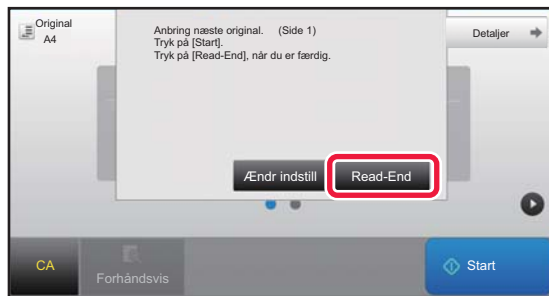 Original
A4
Anbring næste original. (Side 1)
Tryk på [Start].
Tryk på [Read-End], når du er færdig.
Detaljer
Ændr indstill
Read-End
CA
Forhåndsvis
Start